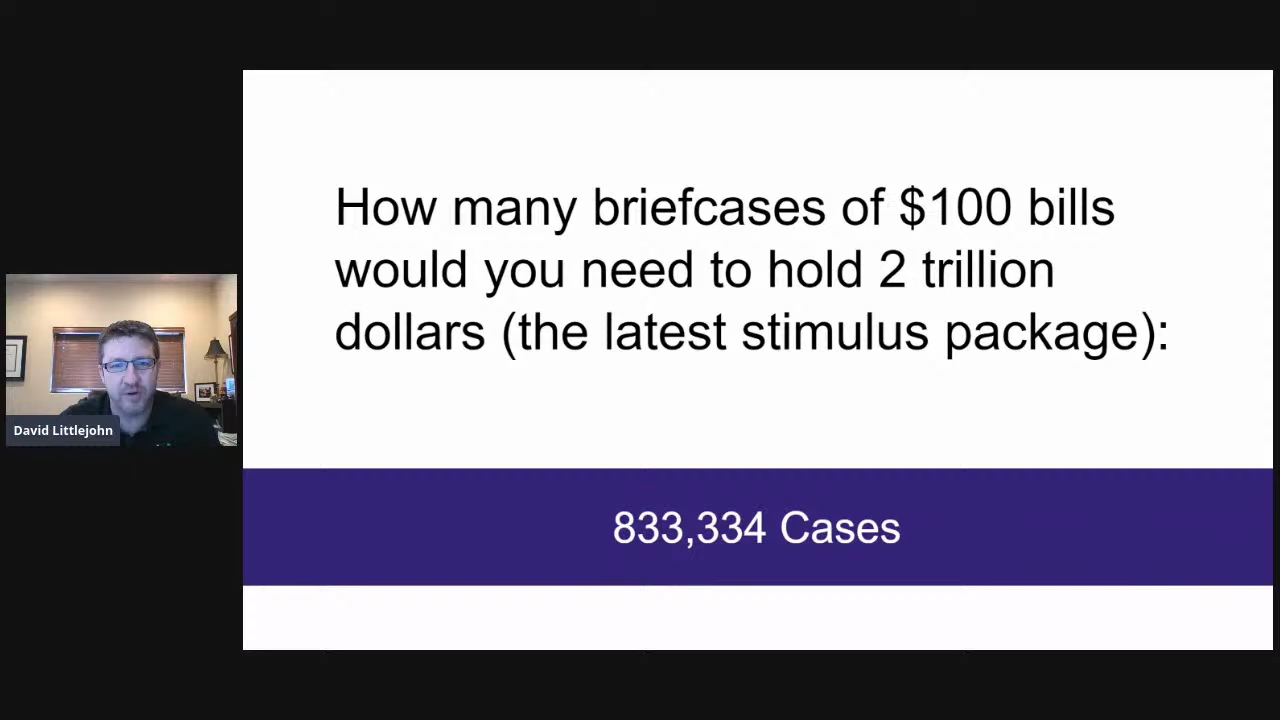 How many briefcases of $100 bills
would you need to hold 2 trillion
dollars (the latest stimulus package):
833,334 Cases
David Littlejohn